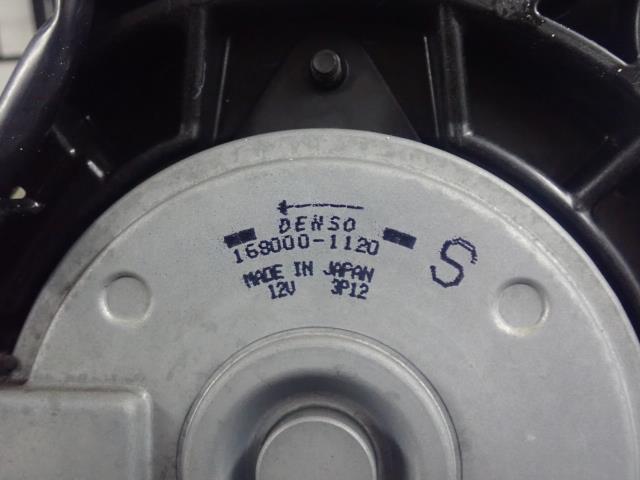 DENSO
168000-1120
S
MADE IN JAPAN
12V 3P12